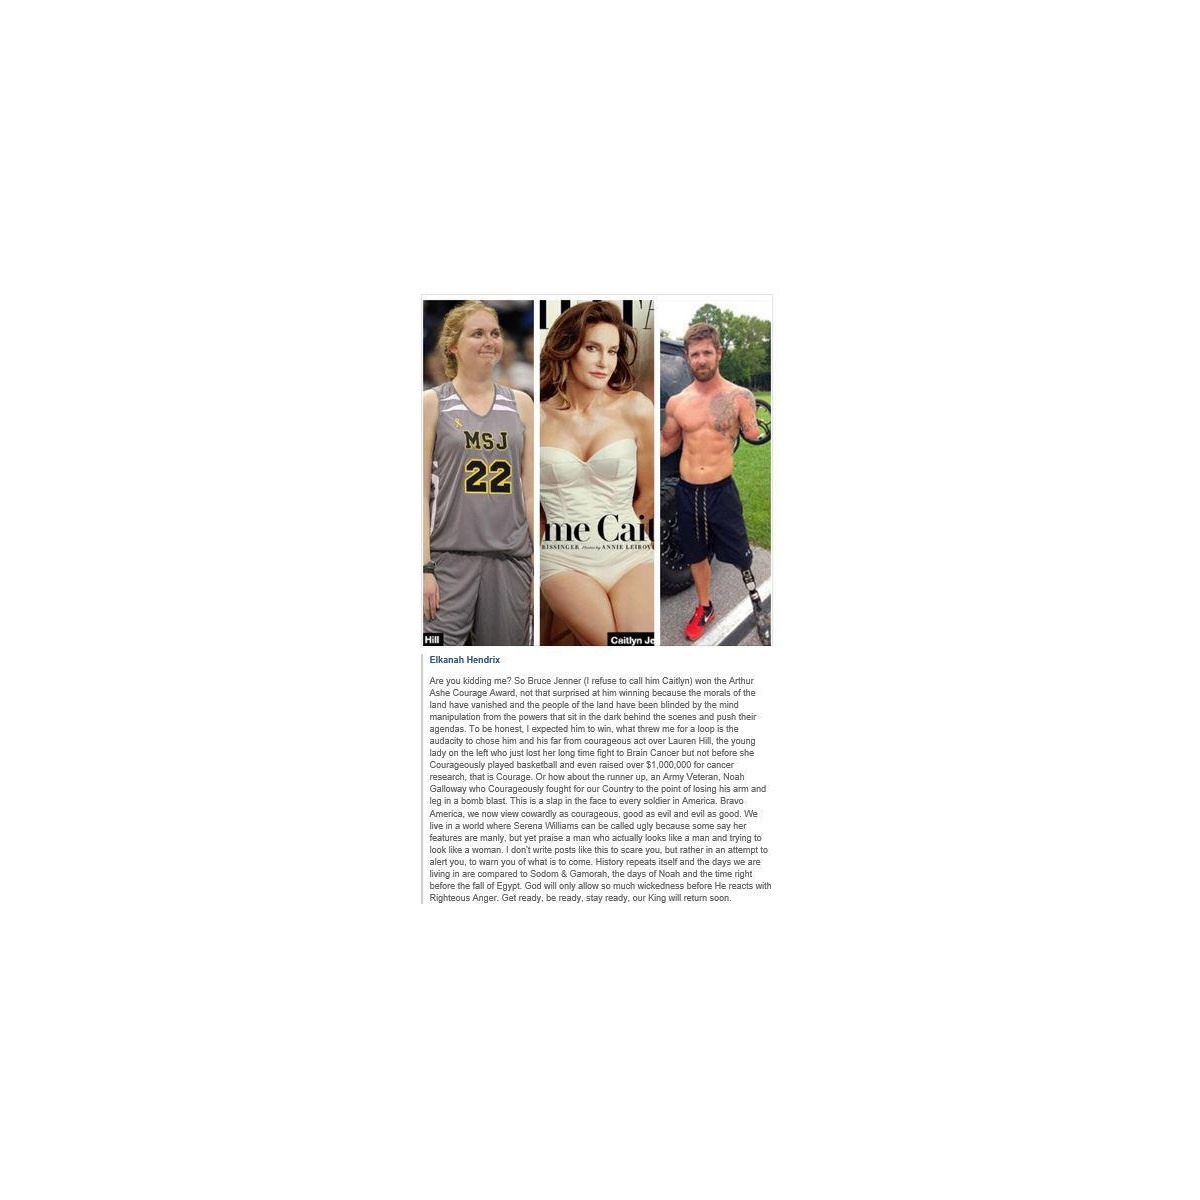 MSJ
22
Hill
me Cait
BISSINGER Photos by ANNIE LEIBOV
Caitlyn Je
Elkanah Hendrix
Are you kidding me? So Bruce Jenner (I refuse to call him Caitlyn) won the Arthur
Ashe Courage Award, not that surprised at him winning because the morals of the
land have vanished and the people of the land have been blinded by the mind
manipulation from the powers that sit in the dark behind the scenes and push their
agendas. To be honest, I expected him to win, what threw me for a loop is the
audacity to chose him and his far from courageous act over Lauren Hill, the young
lady on the left who just lost her long time fight to Brain Cancer but not before she
Courageously played basketball and even raised over $1,000,000 for cancer
research, that is Courage. Or how about the runner up, an Army Veteran, Noah
Galloway who Courageously fought for our Country to the point of losing his arm and
leg in a bomb blast. This is a slap in the face to every soldier in America. Bravo
America, we now view cowardly as courageous, good as evil and evil as good. We
live in a world where Serena Williams can be called ugly because some say her
features are manly, but yet praise a man who actually looks like a man and trying to
look like a woman. I don't write posts like this to scare you, but rather in an attempt to
alert you, to warn you of what is to come. History repeats itself and the days we are
living in are compared to Sodom & Gamorah, the days of Noah and the time right
before the fall of Egypt. God will only allow so much wickedness before He reacts with
Righteous Anger. Get ready, be ready, stay ready, our King will return soon.